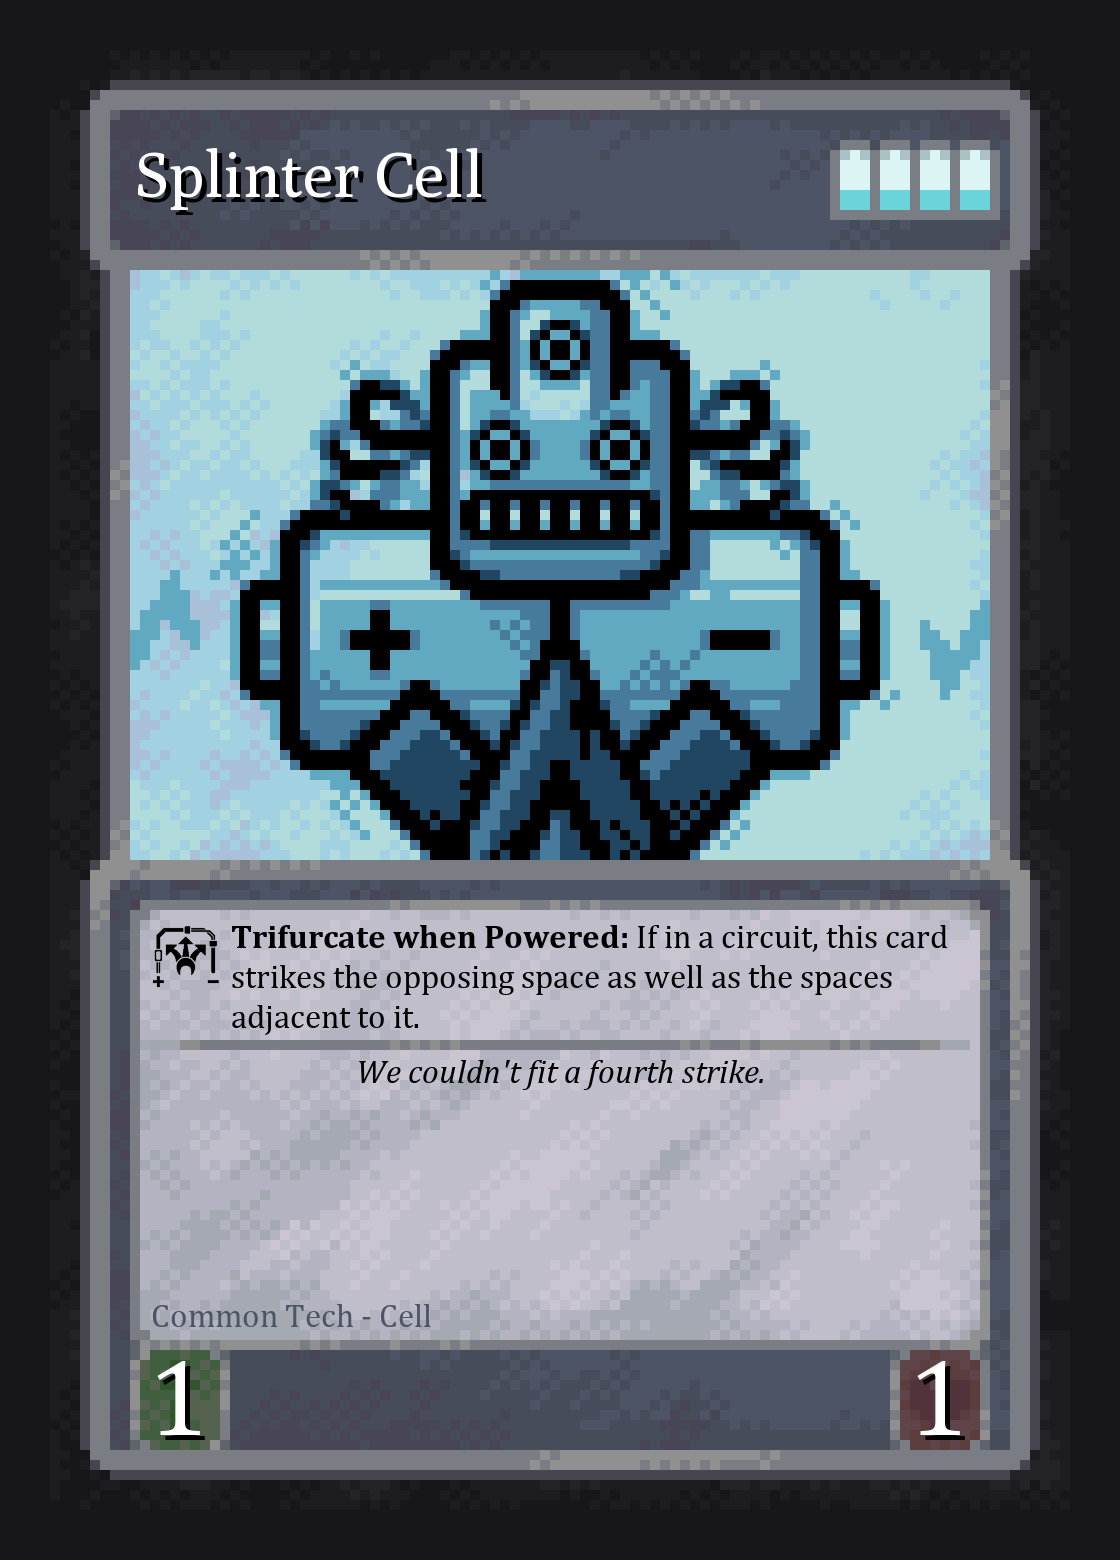 Splinter Cell
+ −
Trifurcate when Powered: If in a circuit, this card
strikes the opposing space as well as the spaces
adjacent to it.
+ −
We couldn't fit a fourth strike.
Common Tech - Cell
1 1